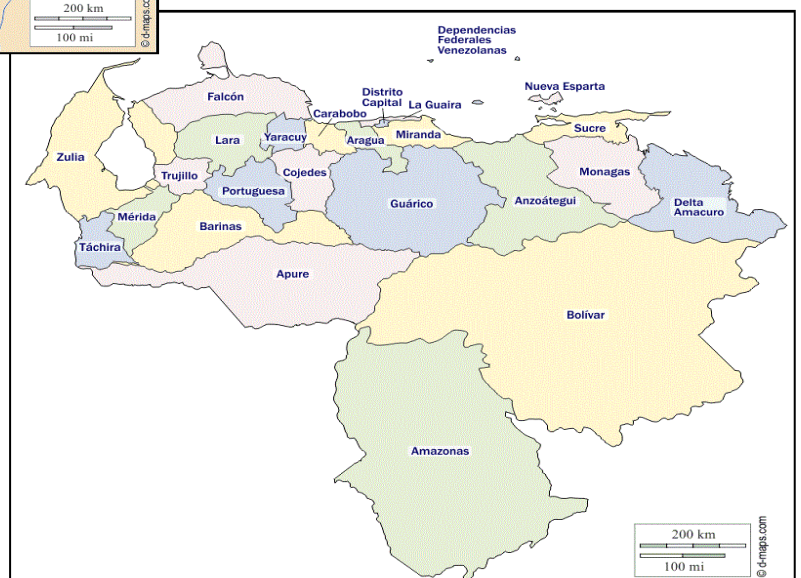 200 km
100 mi
© d-maps.co
Dependencias
Federales
Venezolanas
Nueva Esparta
Distrito
Capital
La Guaira
Falcón
Carabobo
Sucre
Lara
Yaracuy
Aragua
Miranda
Zulia
Trujillo
Cojedes
Monagas
Portuguesa
Guárico
Anzoátegui
Delta
Amacuro
Mérida
Barinas
Táchira
Apure
Bolívar
Amazonas
200 km
100 mi
© d-maps.com